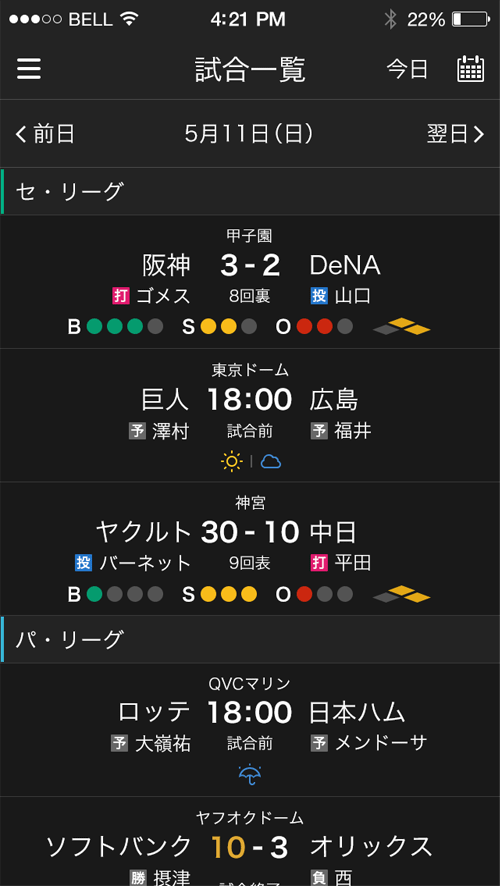 BELL 4:21 PM 22%
試合一覧 今日
前日 5月11日(日) 翌日
セ・リーグ
甲子園
阪神 3-2 DeNA
打 ゴメス 8回裏 投 山口
B S O
東京ドーム
巨人 18:00 広島
予 澤村 試合前 予 福井
神宮
ヤクルト 30-10 中日
投 バーネット 9回表 打 平田
B S O
パ・リーグ
QVCマリン
ロッテ 18:00 日本ハム
予 大嶺祐 試合前 予 メンドーサ
ヤフオクドーム
ソフトバンク 10-3 オリックス
勝 摂津 試合終了 負 西